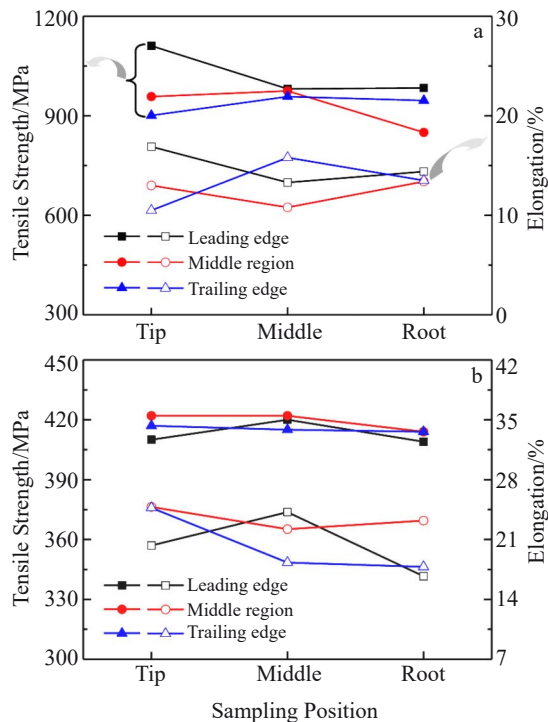 1200
900
600
300
Tensile Strength/MPa
a
30
20
10
0
Elongation/%
Leading edge
Middle region
Trailing edge
Tip Middle Root
450
420
390
360
330
300
Tensile Strength/MPa
b
42
35
28
21
14
7
Elongation/%
Leading edge
Middle region
Trailing edge
Tip Middle Root
Sampling Position